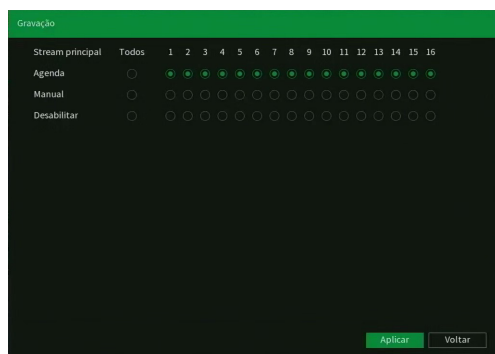 Gravação
Stream principal Todos 1 2 3 4 5 6 7 8 9 10 11 12 13 14 15 16
Agenda
Manual
Desabilitar
Aplicar Voltar